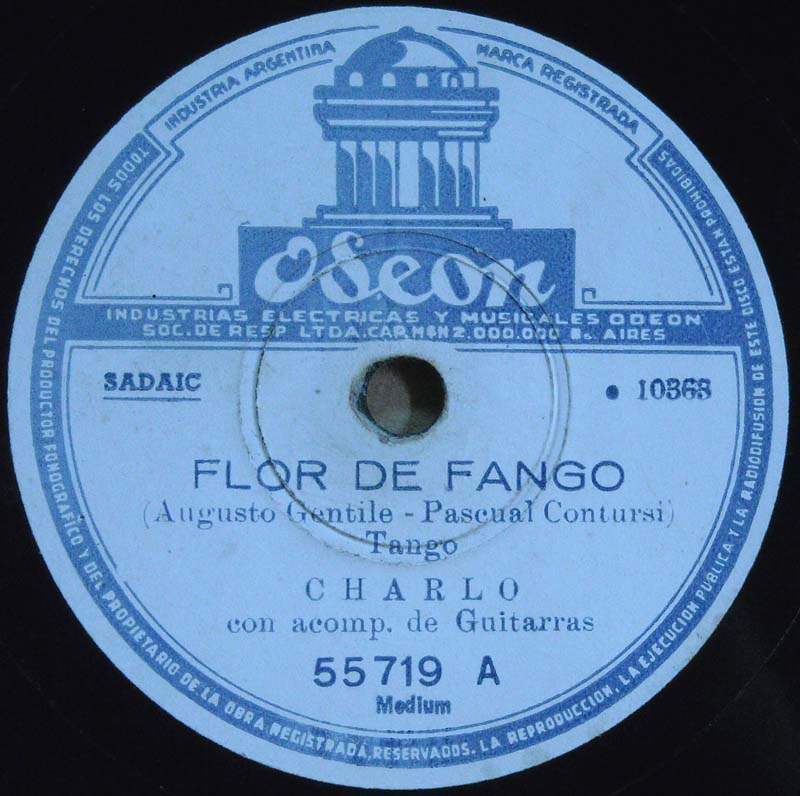 INDUSTRIA ARGENTINA
MARCA REGISTRADA
Odeon
INDUSTRIAS ELECTRICAS Y MUSICALES ODEON
SOC. DE RESP LTDA. CAP. M$N 2.000.000 Bs. AIRES
SADAIC
• 10363
FLOR DE FANGO
(Augusto Gentile - Pascual Contursi)
Tango
CHARLO
con acomp. de Guitarras
55719 A
Medium
TODOS LOS DERECHOS DEL PRODUCTOR FONOGRAFICO Y DEL PROPIETARIO DE LA OBRA REGISTRADA, RESERVADOS. LA REPRODUCCION, LA EJECUCION PUBLICA Y LA RADIODIFUSION DE ESTE DISCO ESTAN PROHIBIDAS